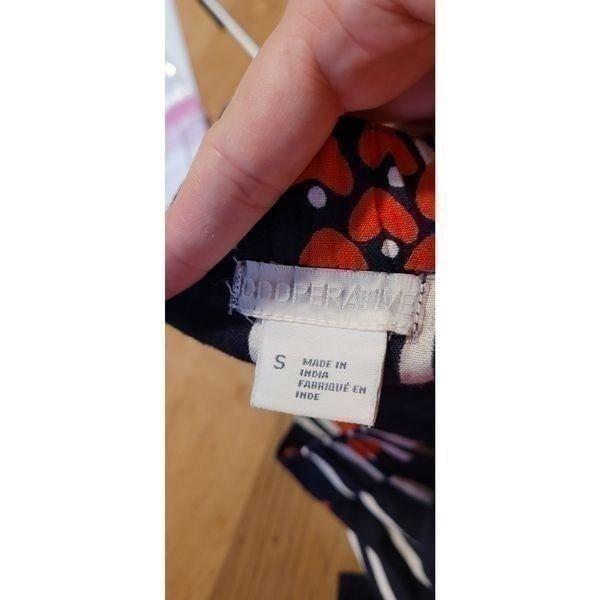 COOPERATIVE
S
MADE IN
INDIA
FABRIQUÉ EN
INDE